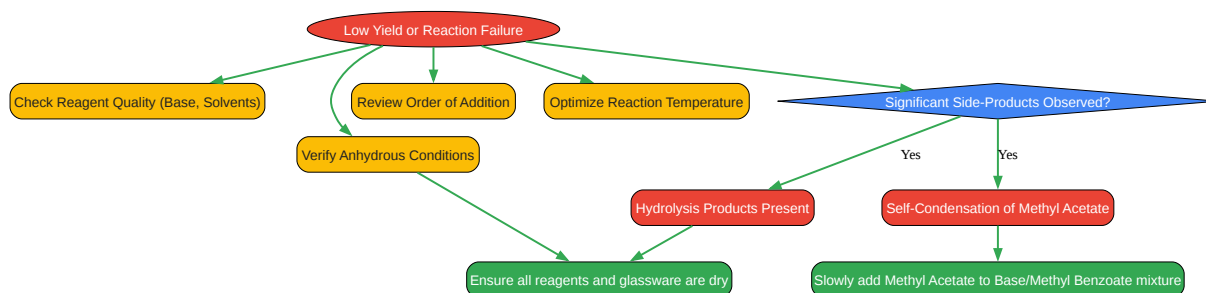 Low Yield or Reaction Failure
Check Reagent Quality (Base, Solvents)
Review Order of Addition
Optimize Reaction Temperature
Significant Side-Products Observed?
Verify Anhydrous Conditions
Yes
Yes
Hydrolysis Products Present
Self-Condensation of Methyl Acetate
Ensure all reagents and glassware are dry
Slowly add Methyl Acetate to Base/Methyl Benzoate mixture